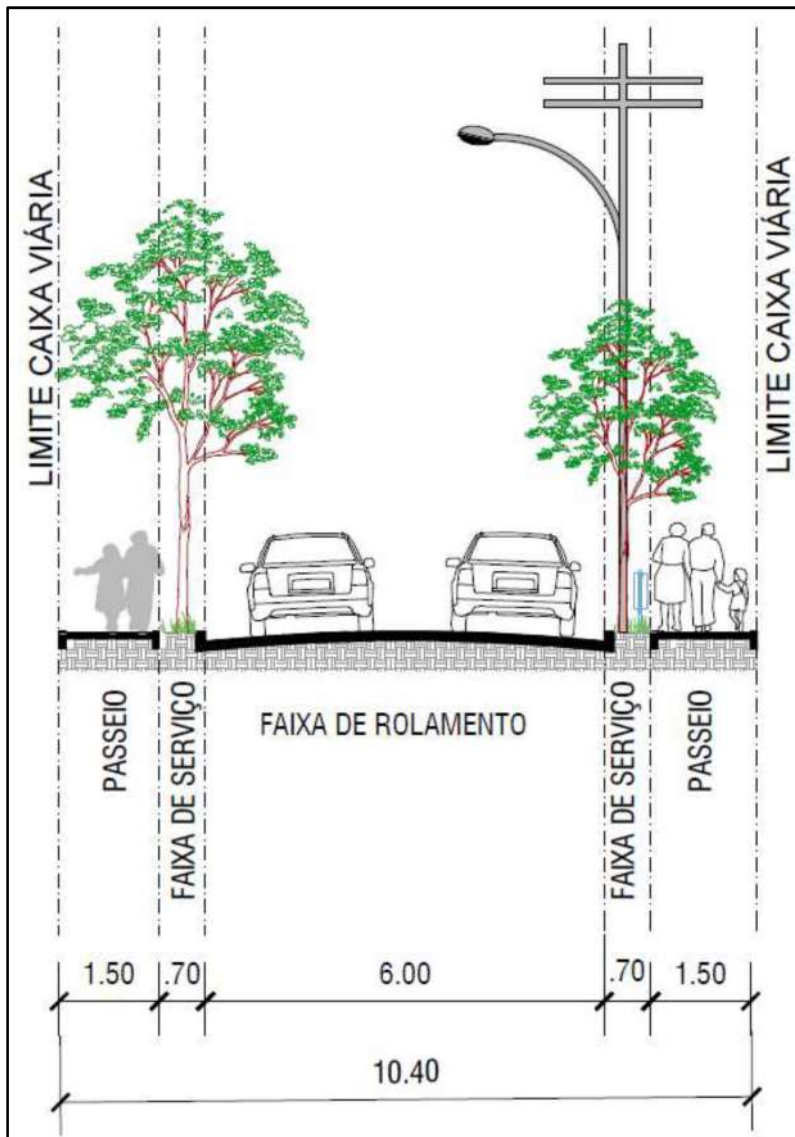 LIMITE CAIXA VIÁRIA
LIMITE CAIXA VIÁRIA
PASSEIO
FAIXA DE SERVIÇO
FAIXA DE ROLAMENTO
FAIXA DE SERVIÇO
PASSEIO
1.50
.70
6.00
.70
1.50
10.40